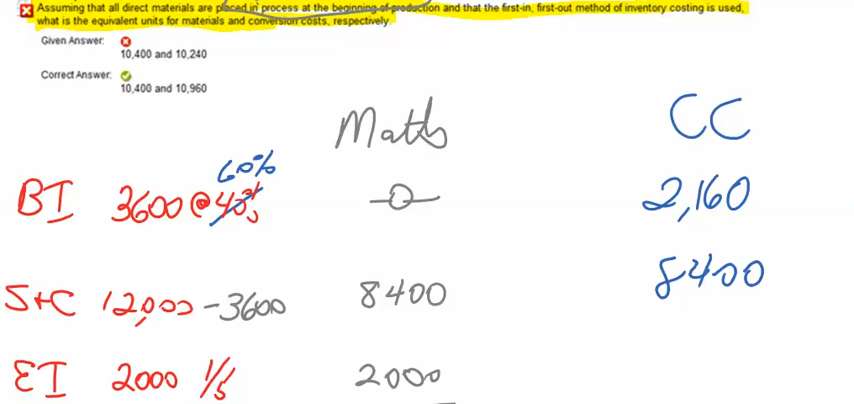 Assuming that all direct materials are placed in process at the beginning of production and that the first-in, first-out method of inventory costing is used,
what is the equivalent units for materials and conversion costs, respectively.
Given Answer:
10,400 and 10,240
Correct Answer:
10,400 and 10,960
Matls CC
60%
BI 3600 @ 40% -0- 2,160
S+C 12,000 - 3600 8400 8400
EI 2000 1/5 2000